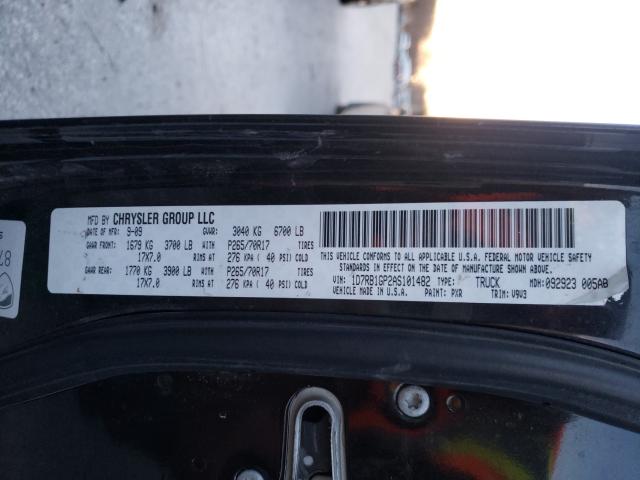 MFD BY CHRYSLER GROUP LLC
DATE OF MFR: 9-09 GVWR: 3040 KG 6700 LB
GAWR FRONT: 1679 KG 3700 LB WITH P265/70R17 TIRES
17X7.0 RIMS AT 276 KPA ( 40 PSI) COLD
GAWR REAR: 1770 KG 3900 LB WITH P265/70R17 TIRES
17X7.0 RIMS AT 276 KPA ( 40 PSI) COLD
THIS VEHICLE CONFORMS TO ALL APPLICABLE U.S.A. FEDERAL MOTOR VEHICLE SAFETY
STANDARDS IN EFFECT ON THE DATE OF MANUFACTURE SHOWN ABOVE.
VIN: 1D7RB1GP2AS101482 TYPE: TRUCK MDH: 092923 005AB
VEHICLE MADE IN U.S.A. PAINT: PXR TRIM: V9V3